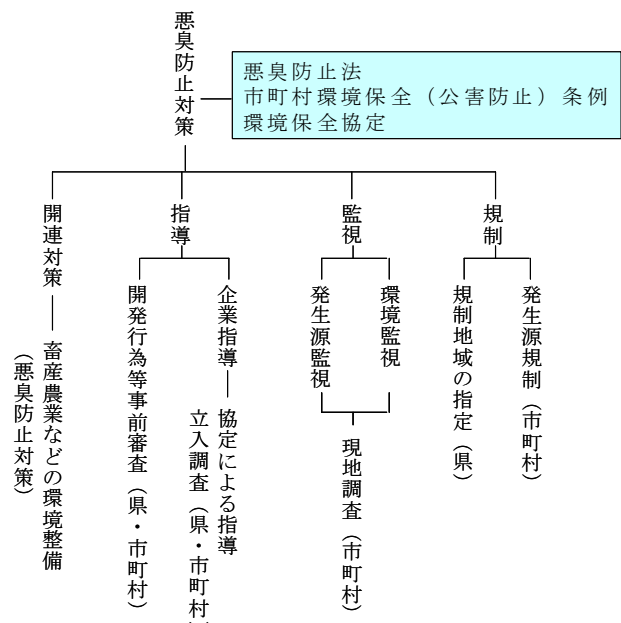 悪臭防止対策
悪臭防止法
市町村環境保全（公害防止）条例
環境保全協定
規制
監視
指導
開連対策
発生源規制（市町村）
規制地域の指定（県）
環境監視
発生源監視
現地調査（市町村）
企業指導
協定による指導
立入調査（県・市町村）
開発行為等事前審査（県・市町村）
畜産農業などの環境整備
（悪臭防止対策）